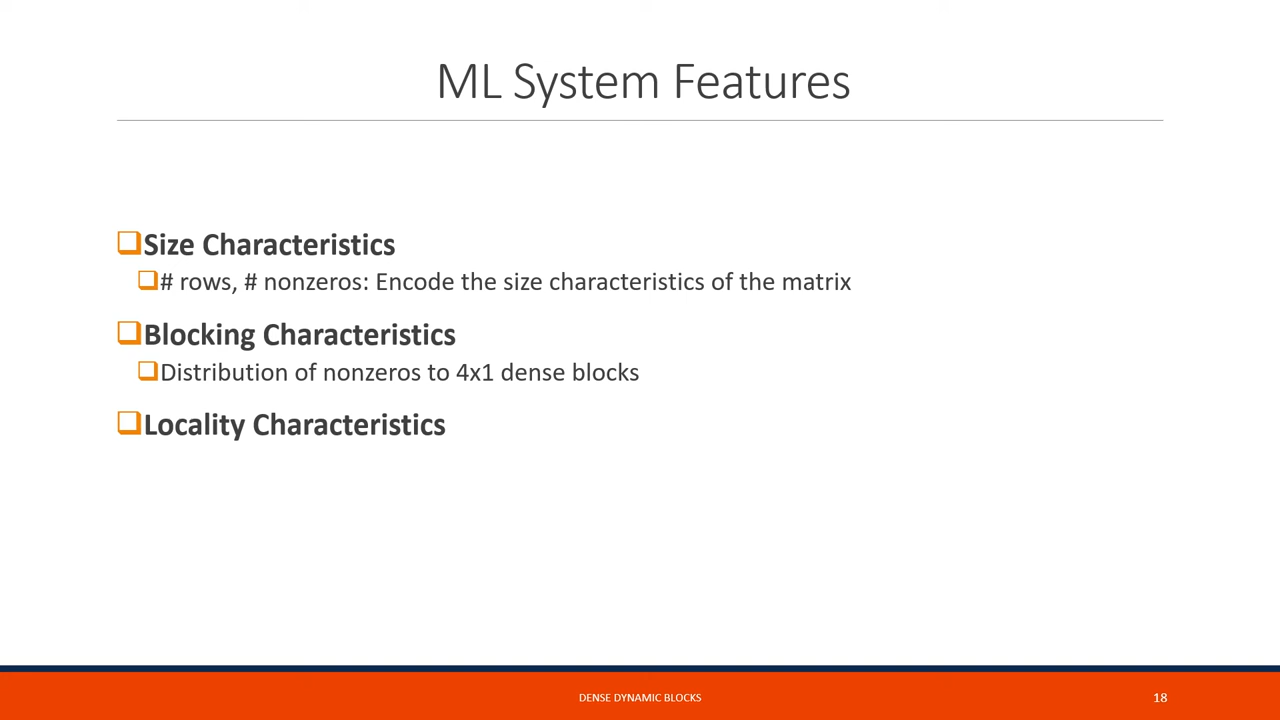 ML System Features
Size Characteristics
# rows, # nonzeros: Encode the size characteristics of the matrix
Blocking Characteristics
Distribution of nonzeros to 4x1 dense blocks
Locality Characteristics
DENSE DYNAMIC BLOCKS
18